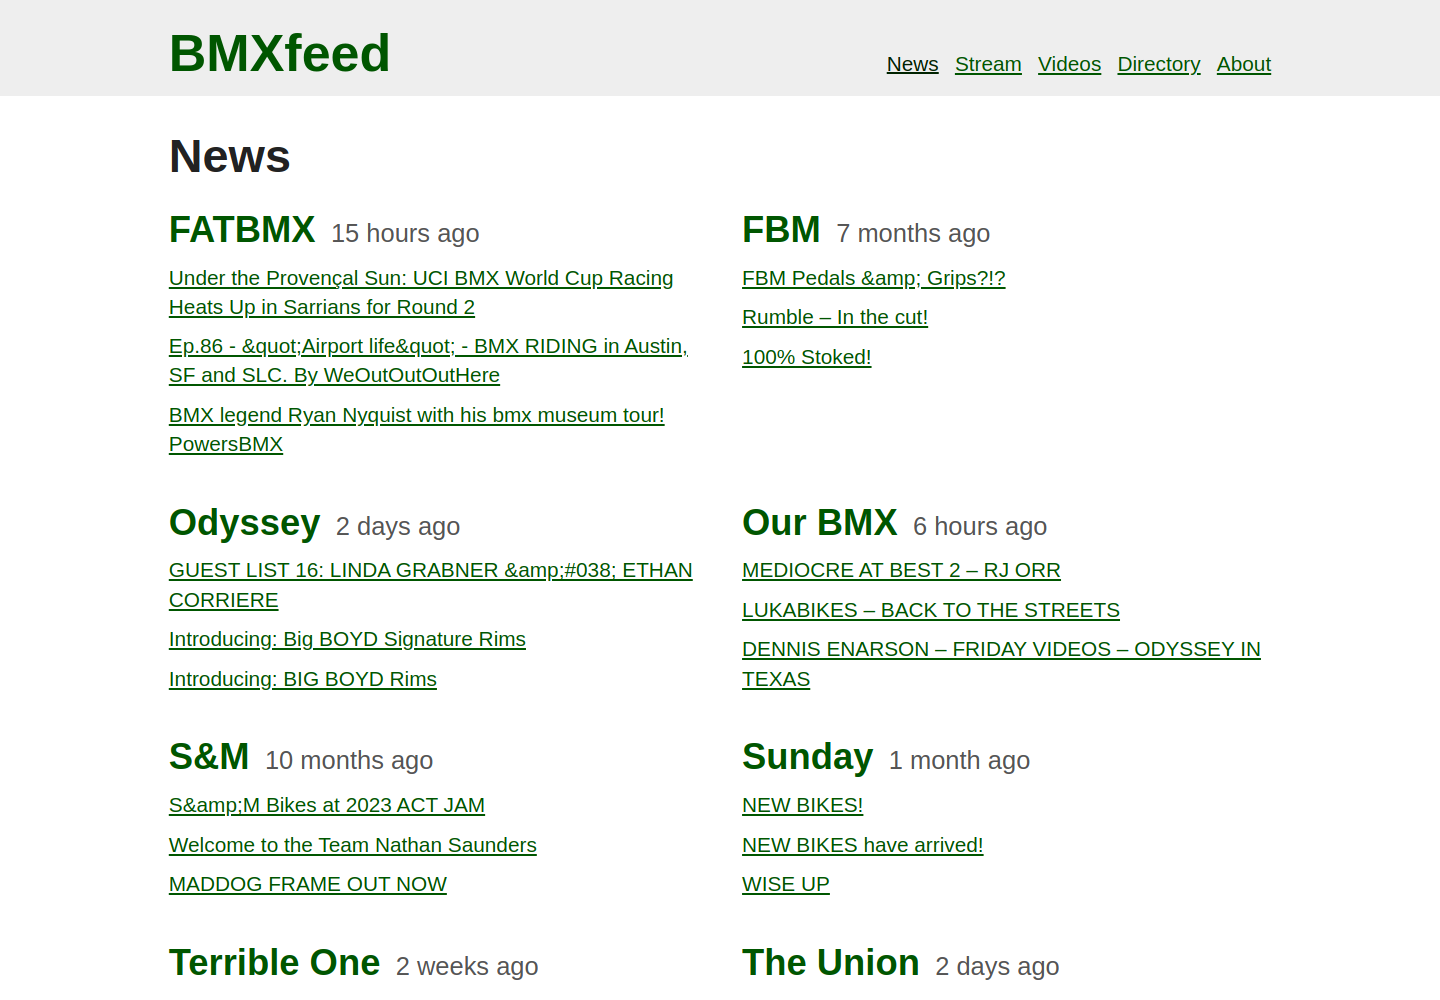 BMXfeed
News Stream Videos Directory About
News
FATBMX 15 hours ago
Under the Provençal Sun: UCI BMX World Cup Racing
Heats Up in Sarrians for Round 2
Ep.86 - &quot;Airport life&quot; - BMX RIDING in Austin,
SF and SLC. By WeOutOutOutHere
BMX legend Ryan Nyquist with his bmx museum tour!
PowersBMX
FBM 7 months ago
FBM Pedals &amp; Grips?!?
Rumble – In the cut!
100% Stoked!
Odyssey 2 days ago
GUEST LIST 16: LINDA GRABNER &amp;#038; ETHAN
CORRIERE
Introducing: Big BOYD Signature Rims
Introducing: BIG BOYD Rims
Our BMX 6 hours ago
MEDIOCRE AT BEST 2 – RJ ORR
LUKABIKES – BACK TO THE STREETS
DENNIS ENARSON – FRIDAY VIDEOS – ODYSSEY IN
TEXAS
S&M 10 months ago
S&amp;M Bikes at 2023 ACT JAM
Welcome to the Team Nathan Saunders
MADDOG FRAME OUT NOW
Sunday 1 month ago
NEW BIKES!
NEW BIKES have arrived!
WISE UP
Terrible One 2 weeks ago
The Union 2 days ago